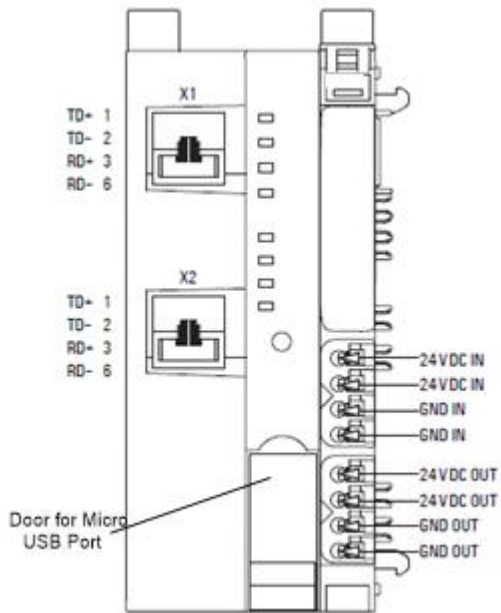 X1
TD+ 1
TD- 2
RD+ 3
RD- 6
X2
TD+ 1
TD- 2
RD+ 3
RD- 6
24VDC IN
24VDC IN
GND IN
GND IN
24VDC OUT
24VDC OUT
GND OUT
GND OUT
Door for Micro
USB Port